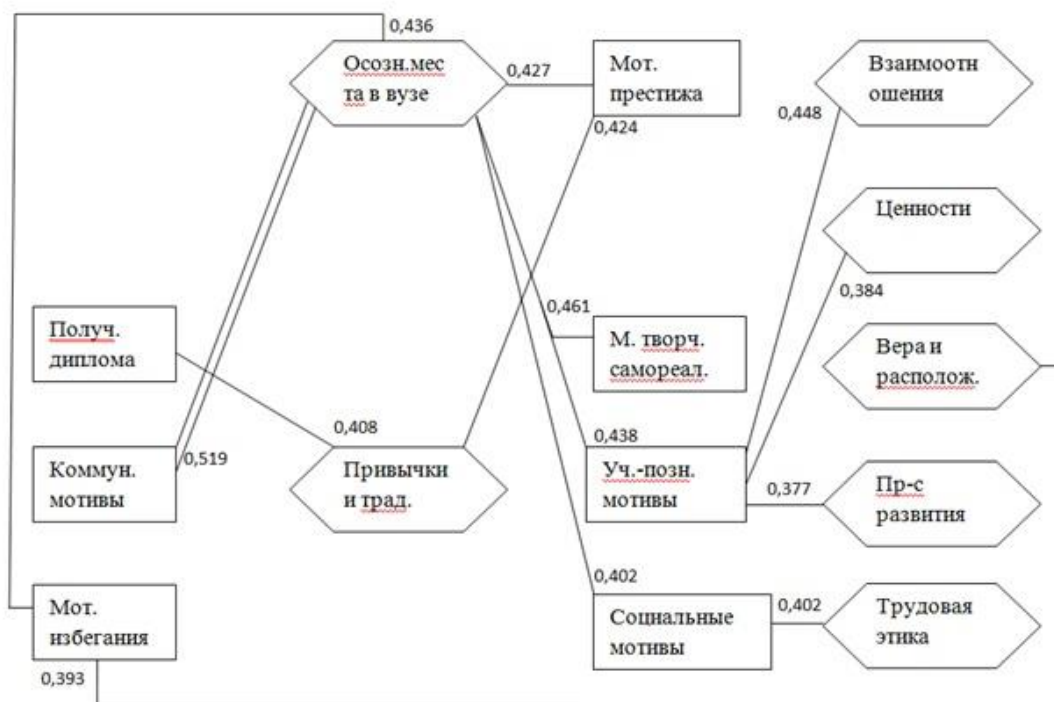 0,436
Осозн.мес
та в вузе
0,427
Мот.
престижа
0,424
Взаимоотн
ошения
0,448
Ценности
0,384
Получ.
диплома
0,461
М. творч.
самореал.
Вера и
располож.
0,408
Привычки
и трад.
Коммун.
мотивы
0,519
0,438
Уч.-позн.
мотивы
0,377
Пр-с
развития
Мот.
избегания
0,393
0,402
Социальные
мотивы
0,402
Трудовая
этика